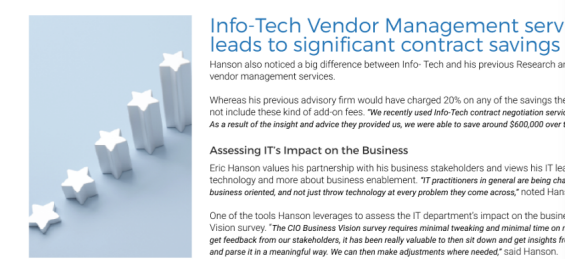 Info-Tech Vendor Management serv
leads to significant contract savings
Hanson also noticed a big difference between Info- Tech and his previous Research an
vendor management services.
Whereas his previous advisory firm would have charged 20% on any of the savings the
not include these kind of add-on fees. "We recently used Info-Tech contract negotiation servic
As a result of the insight and advice they provided us, we were able to save around $600,000 over t
Assessing IT's Impact on the Business
Eric Hanson values his partnership with his business stakeholders and views his IT lea
technology and more about business enablement. "IT practitioners in general are being cha
business oriented, and not just throw technology at every problem they come across," noted Hans
One of the tools Hanson leverages to assess the IT department's impact on the busine
Vision survey. "The CIO Business Vision survey requires minimal tweaking and minimal time on r
get feedback from our stakeholders, it has been really valuable to then sit down and get insights fr
and parse it in a meaningful way. We can then make adjustments where needed," said Hanson.